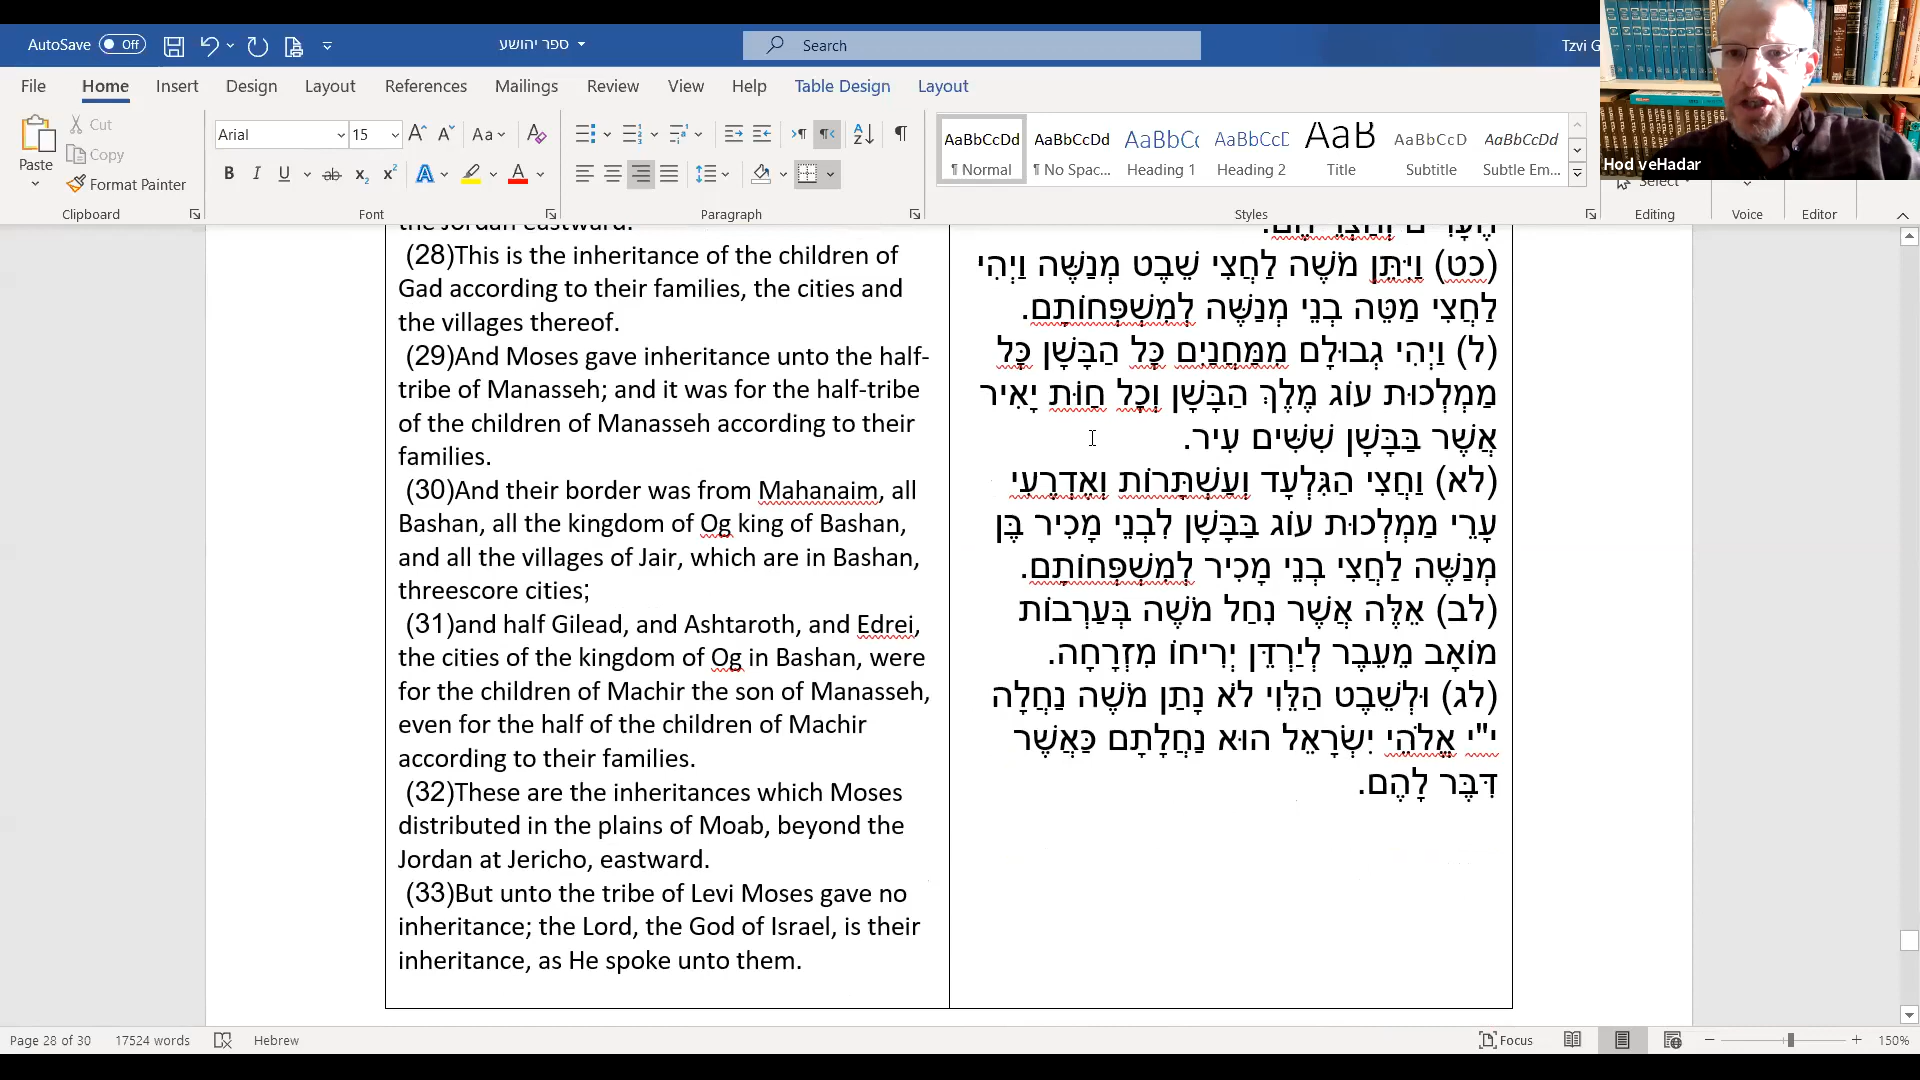 AutoSave Off
ספר יהושע
Search
Tzvi G
File Home Insert Design Layout References Mailings Review View Help Table Design Layout
Hod veHadar
Paste
Cut
Copy
Format Painter
Clipboard
Arial 15
Font
Paragraph
AaBbCcDd ¶ Normal
AaBbCcDd ¶ No Spac...
AaBbCc Heading 1
AaBbCcD Heading 2
AaB Title
AaBbCcD Subtitle
AaBbCcDd Subtle Em...
Styles
Select
Editing
Voice
Editor
the Jordan eastward.
(28)This is the inheritance of the children of
Gad according to their families, the cities and
the villages thereof.
(29)And Moses gave inheritance unto the half-
tribe of Manasseh; and it was for the half-tribe
of the children of Manasseh according to their
families.
(30)And their border was from Mahanaim, all
Bashan, all the kingdom of Og king of Bashan,
and all the villages of Jair, which are in Bashan,
threescore cities;
(31)and half Gilead, and Ashtaroth, and Edrei,
the cities of the kingdom of Og in Bashan, were
for the children of Machir the son of Manasseh,
even for the half of the children of Machir
according to their families.
(32)These are the inheritances which Moses
distributed in the plains of Moab, beyond the
Jordan at Jericho, eastward.
(33)But unto the tribe of Levi Moses gave no
inheritance; the Lord, the God of Israel, is their
inheritance, as He spoke unto them.
(כט) וַיִּתֵּן מֹשֶׁה לַחֲצִי שֵׁבֶט מְנַשֶּׁה וַיְהִי
לַחֲצִי מַטֵּה בְנֵי מְנַשֶּׁה לְמִשְׁפְּחוֹתָם.
(ל) וַיְהִי גְבוּלָם מִמַּחֲנַיִם כָּל הַבָּשָׁן כָּל
מַמְלְכוּת עוֹג מֶלֶךְ הַבָּשָׁן וְכָל חַוֹּת יָאִיר
אֲשֶׁר בַּבָּשָׁן שִׁשִּׁים עִיר.
(לא) וַחֲצִי הַגִּלְעָד וְעַשְׁתָּרוֹת וְאֶדְרֶעִי
עָרֵי מַמְלְכוּת עוֹג בַּבָּשָׁן לִבְנֵי מָכִיר בֶּן
מְנַשֶּׁה לַחֲצִי בְנֵי מָכִיר לְמִשְׁפְּחוֹתָם.
(לב) אֵלֶּה אֲשֶׁר נִחַל מֹשֶׁה בְּעַרְבוֹת
מוֹאָב מֵעֵבֶר לְיַרְדֵּן יְרִיחוֹ מִזְרָחָה.
(לג) וּלְשֵׁבֶט הַלֵּוִי לֹא נָתַן מֹשֶׁה נַחֲלָה
י"י אֱלֹהֵי יִשְׂרָאֵל הוּא נַחֲלָתָם כַּאֲשֶׁר
דִּבֶּר לָהֶם.
Page 28 of 30 17524 words Hebrew
Focus
150%